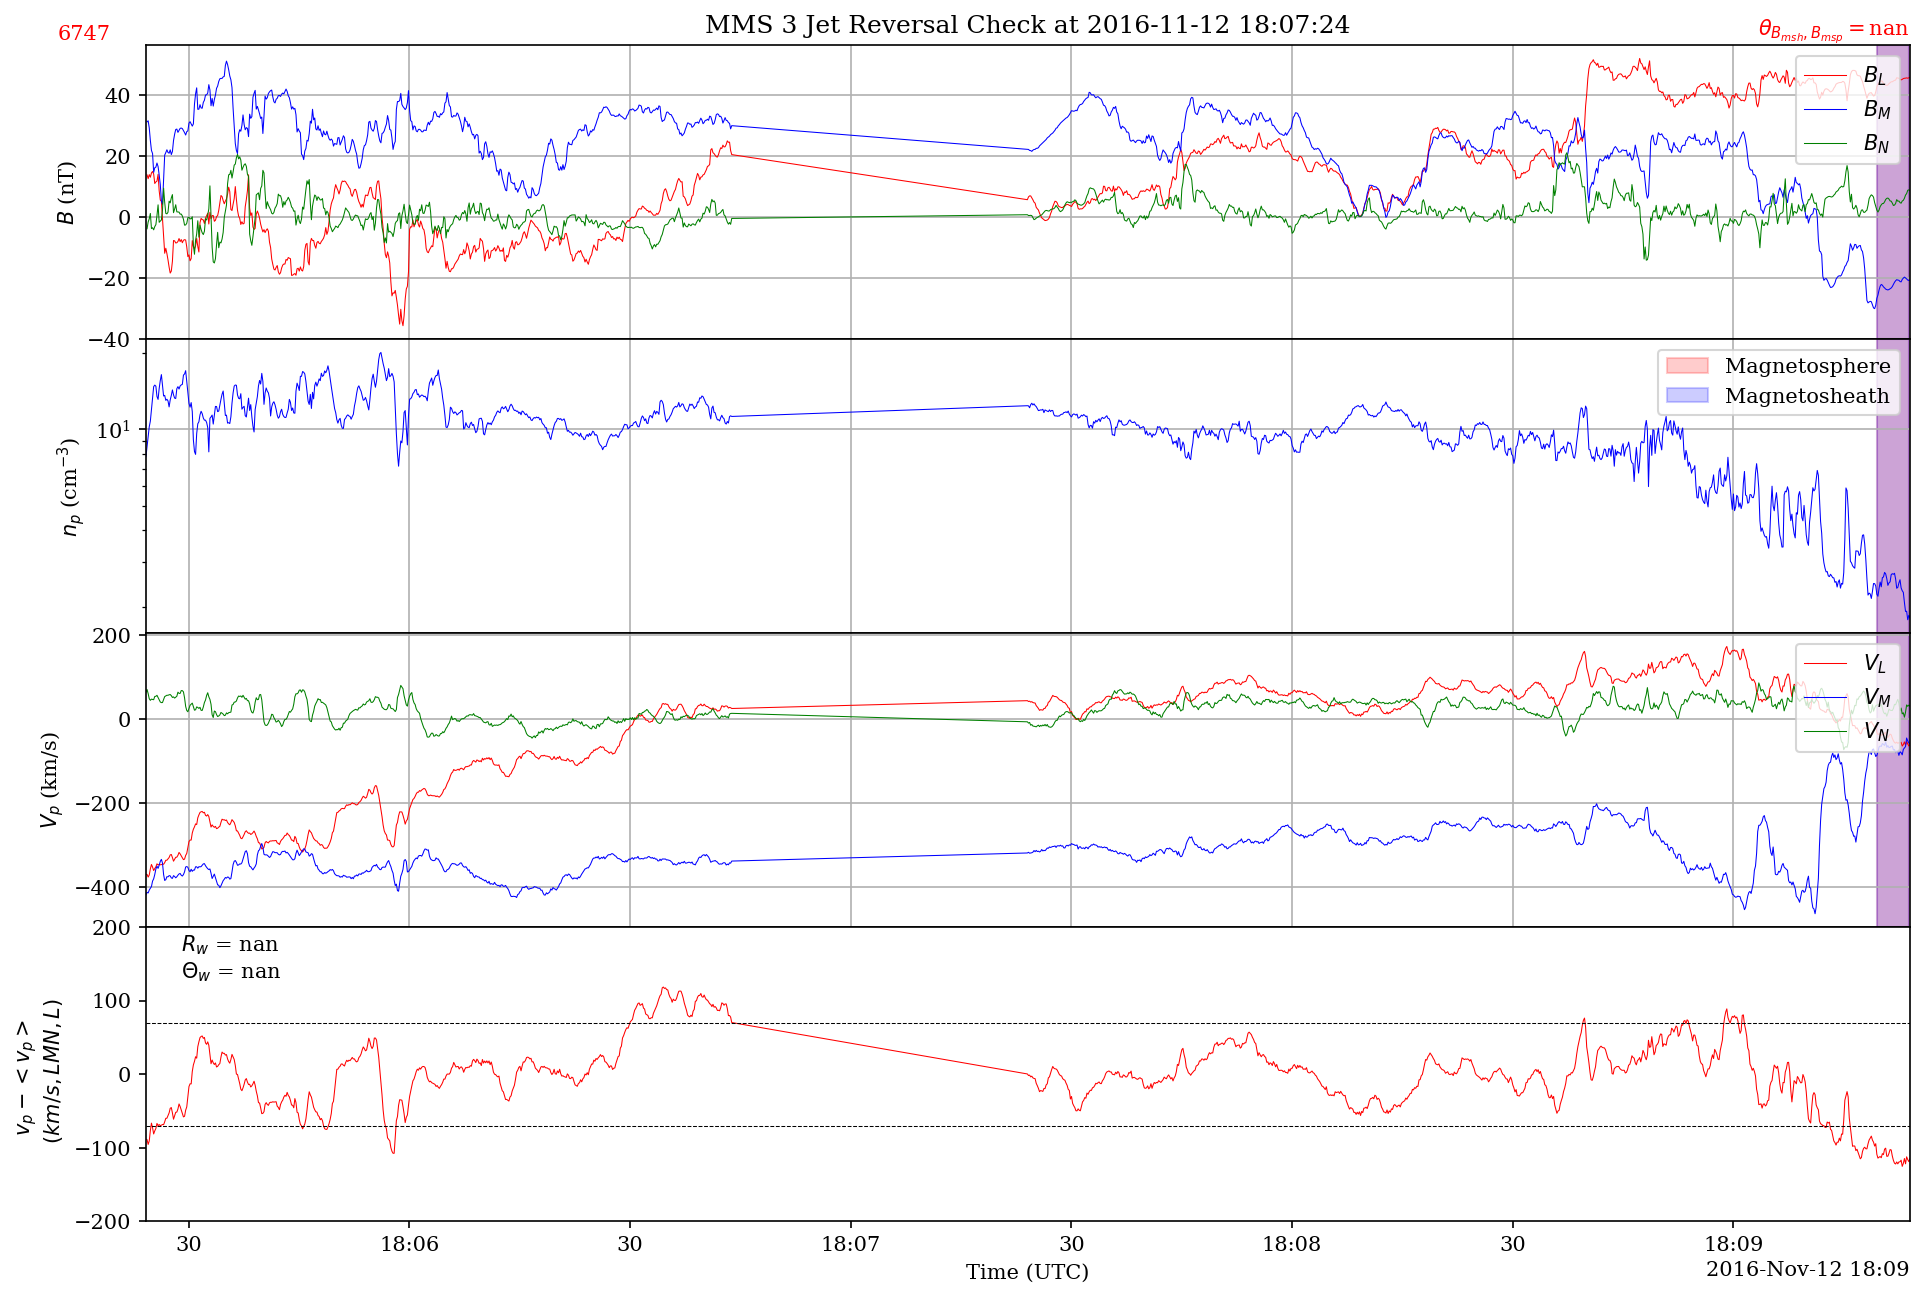 MMS 3 Jet Reversal Check at 2016-11-12 18:07:24
6747
θ_{B_{msh}, B_{msp}} = nan
40
20
0
−20
−40
B (nT)
B_L
B_M
B_N
10^1
n_p (cm^{−3})
Magnetosphere
Magnetosheath
200
0
−200
−400
V_p (km/s)
V_L
V_M
V_N
200
100
0
−100
−200
v_p − < v_p >
(km/s, LMN, L)
R_w = nan
Θ_w = nan
30
18:06
30
18:07
30
18:08
30
18:09
Time (UTC)
2016-Nov-12 18:09